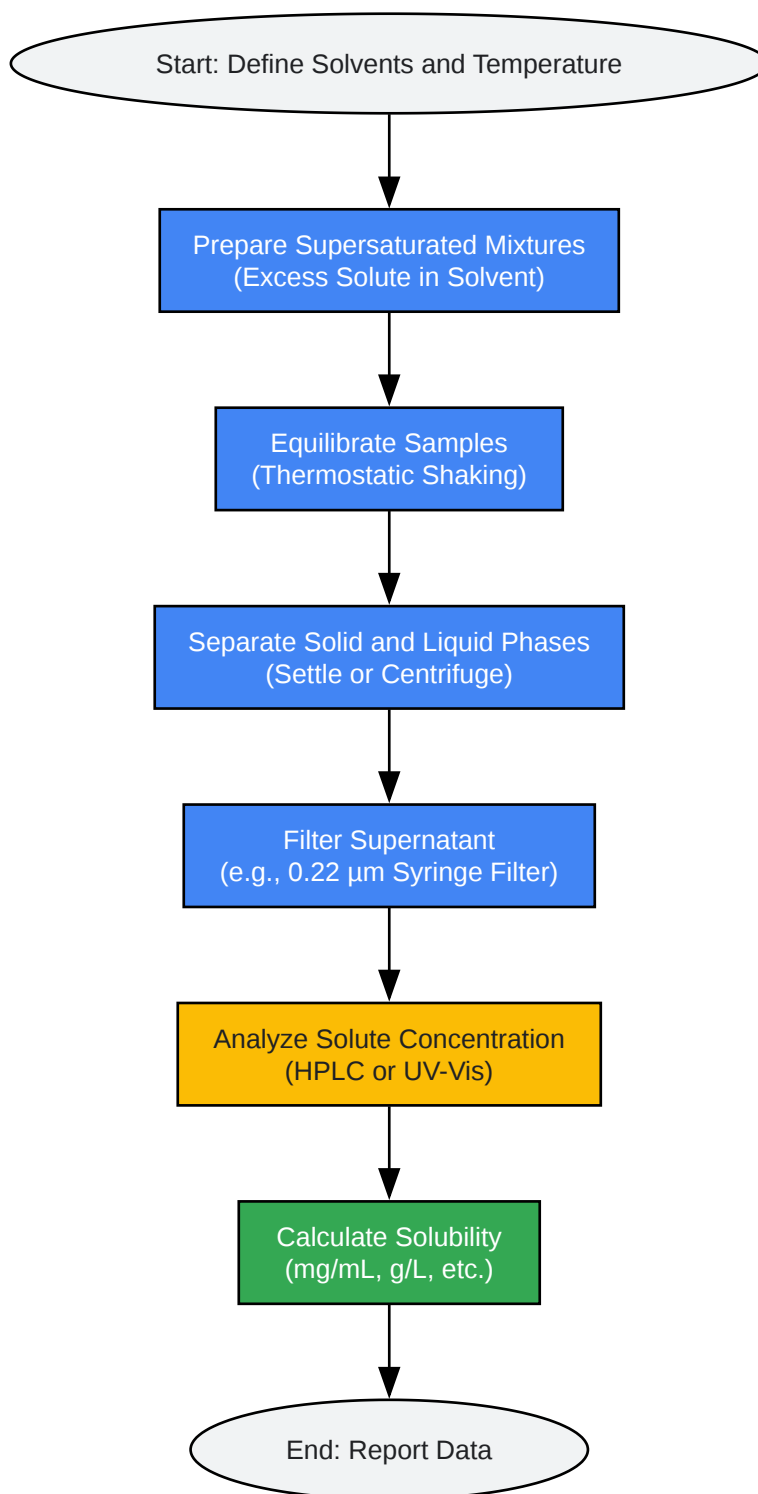 Start: Define Solvents and Temperature
Prepare Supersaturated Mixtures
(Excess Solute in Solvent)
Equilibrate Samples
(Thermostatic Shaking)
Separate Solid and Liquid Phases
(Settle or Centrifuge)
Filter Supernatant
(e.g., 0.22 µm Syringe Filter)
Analyze Solute Concentration
(HPLC or UV-Vis)
Calculate Solubility
(mg/mL, g/L, etc.)
End: Report Data